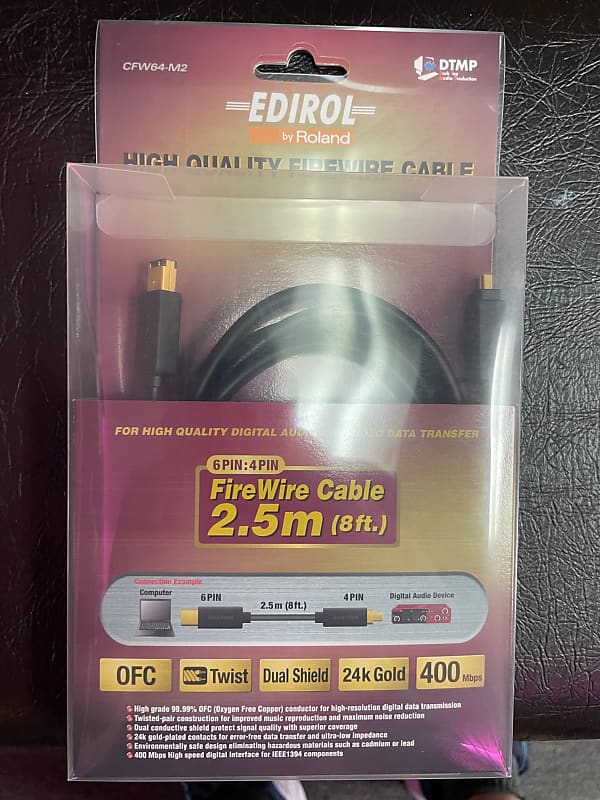 CFW64-M2
DTMP
Desktop
Media Production
EDIROL
by Roland
HIGH QUALITY FIREWIRE CABLE
FOR HIGH QUALITY DIGITAL AUDIO DATA TRANSFER
6PIN:4PIN
FireWire Cable
2.5m (8ft.)
Connection Example
Computer
6PIN
2.5m (8ft.)
4PIN
Digital Audio Device
OFC
Twist
Dual Shield
24k Gold
400 Mbps
High grade 99.99% OFC (Oxygen Free Copper) conductor for high-resolution digital data transmission
Twisted-pair construction for improved music reproduction and maximum noise reduction
Dual conductive shield protect signal quality with superior coverage
24k gold-plated contacts for error-free data transfer and ultra-low impedance
Environmentally safe design eliminating hazardous materials such as cadmium or lead
400 Mbps High speed digital Interface for IEEE1394 components